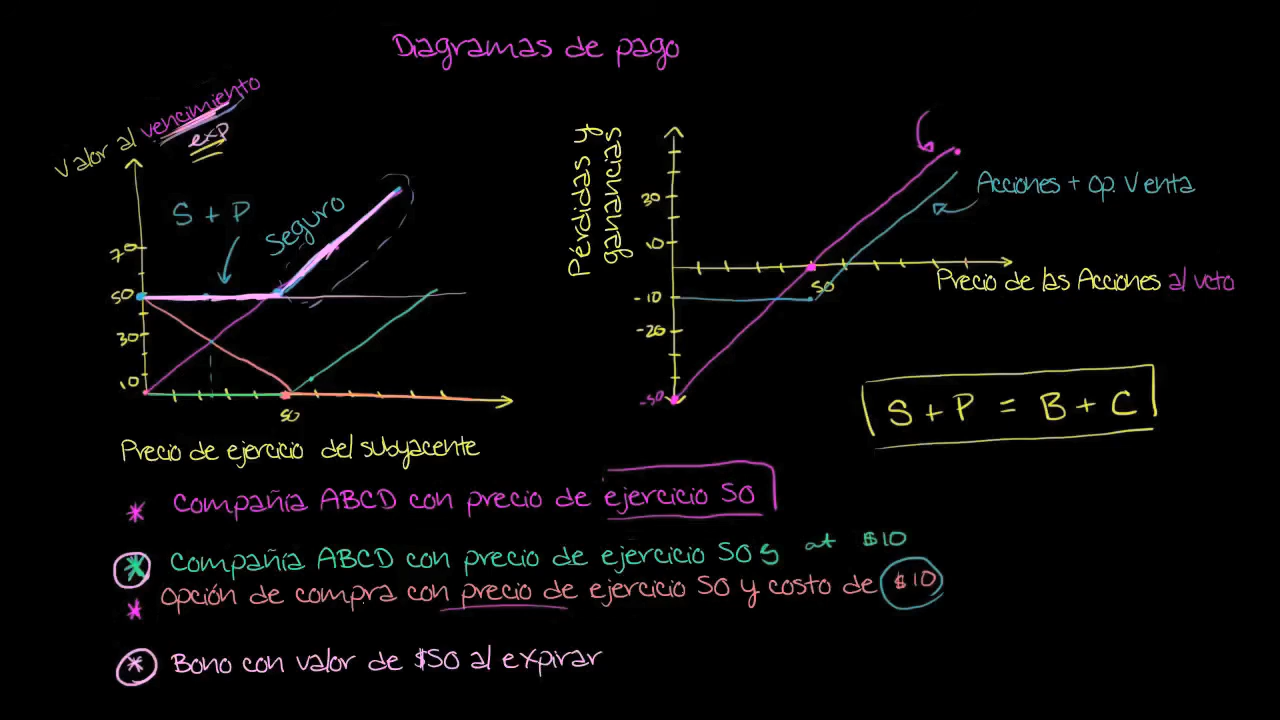 Diagramas de pago
Valor al vencimiento
exp
S + P
Seguro
70
50
30
10
50
Precio de ejercicio del subyacente
Pérdidas y
ganancias
30
10
-10
-20
-50
50
Acciones + Op. Venta
Precio de las Acciones al vcto
S + P = B + C
* Compañía ABCD con precio de ejercicio 50
* Compañía ABCD con precio de ejercicio 50 y at $10
* Opción de compra con precio de ejercicio 50 y costo de $10
* Bono con valor de $50 al expirar